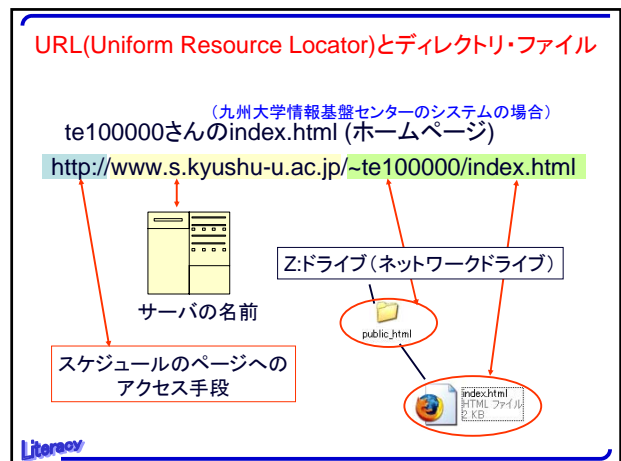 URL(Uniform Resource Locator)とディレクトリ・ファイル
（九州大学情報基盤センターのシステムの場合）
te100000さんのindex.html (ホームページ)
http://www.s.kyushu-u.ac.jp/~te100000/index.html
Z:ドライブ（ネットワークドライブ）
サーバの名前
public_html
スケジュールのページへの
アクセス手段
index.html
HTML ファイル
2 KB
Literacy